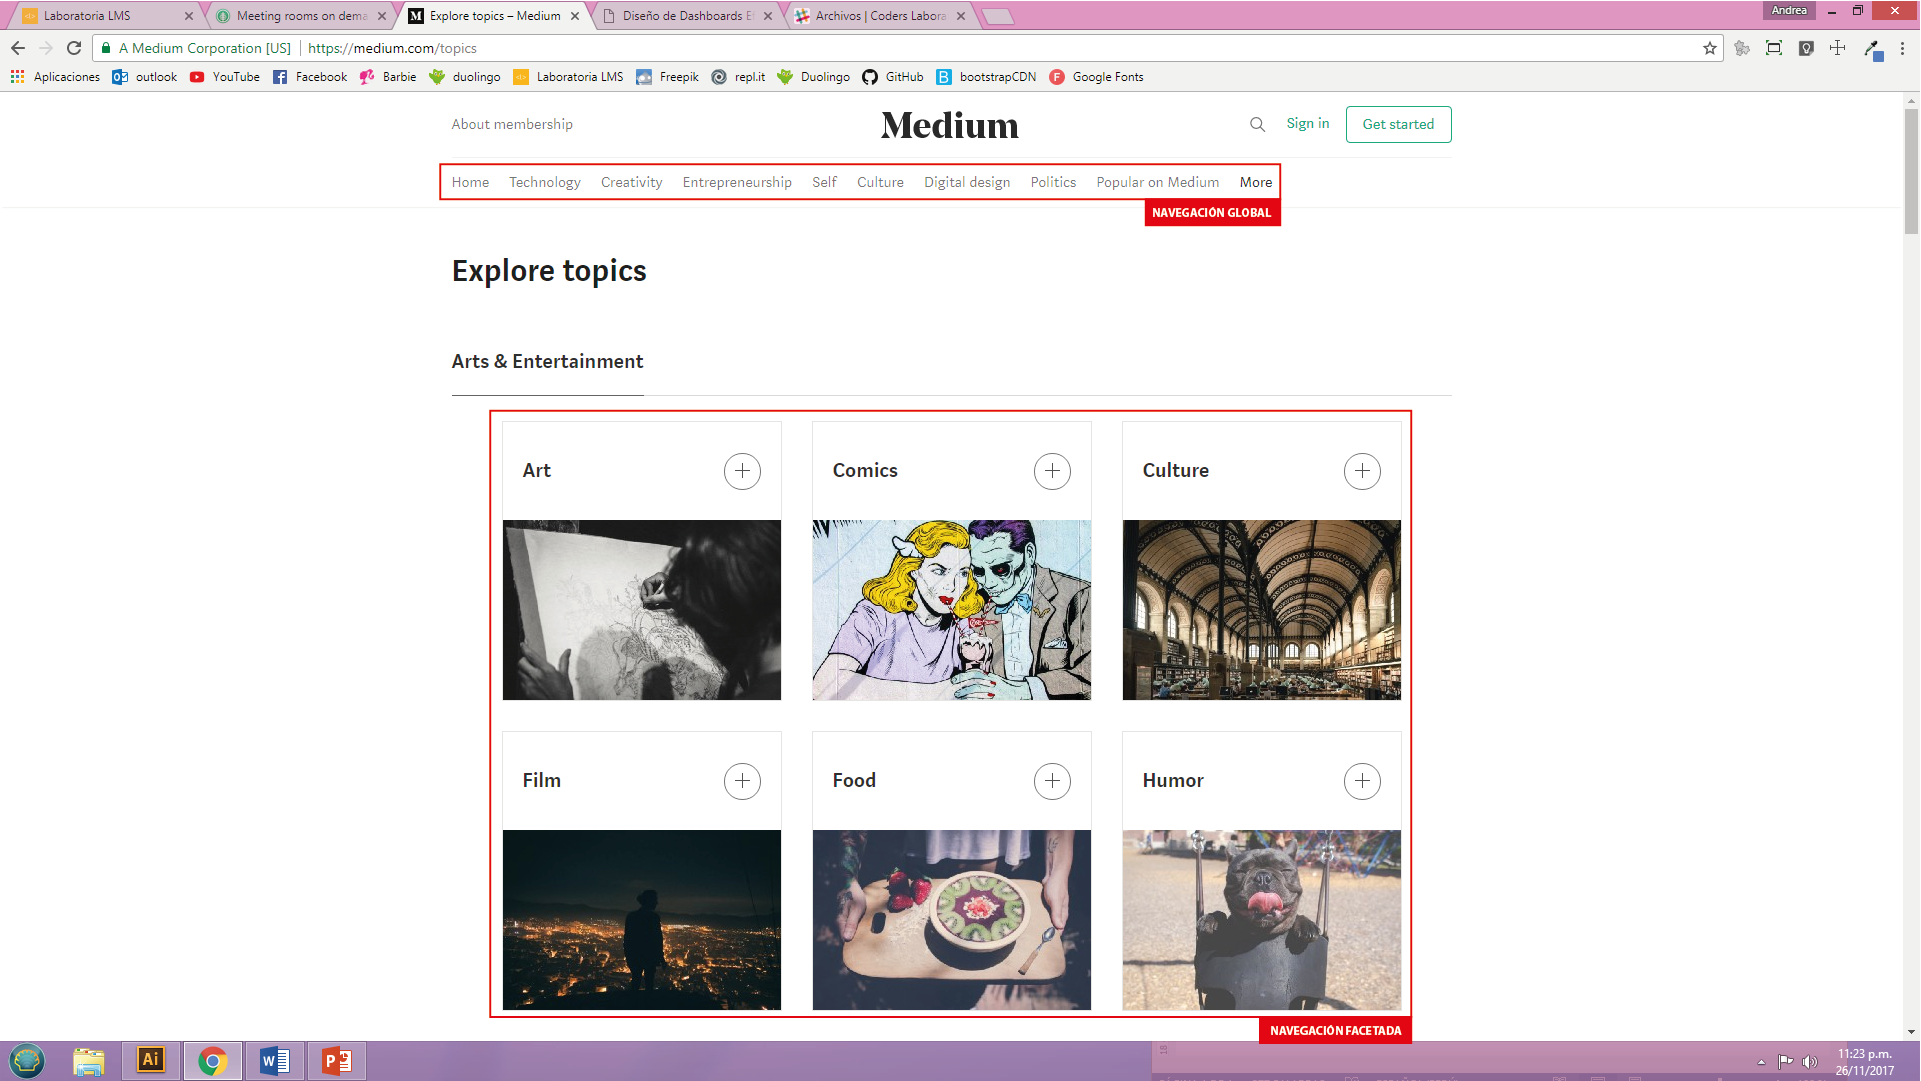 Laboratoria LMS
Meeting rooms on dema
Explore topics – Medium
Diseño de Dashboards E
Archivos | Coders Labora
Andrea
A Medium Corporation [US]
https://medium.com/topics
Aplicaciones
outlook
YouTube
Facebook
Barbie
duolingo
Laboratoria LMS
Freepik
repl.it
Duolingo
GitHub
bootstrapCDN
Google Fonts
About membership
Medium
Sign in
Get started
Home
Technology
Creativity
Entrepreneurship
Self
Culture
Digital design
Politics
Popular on Medium
More
NAVEGACIÓN GLOBAL
Explore topics
Arts & Entertainment
Art
Comics
Culture
Film
Food
Humor
NAVEGACIÓN FACETADA
Ai
11:23 p.m.
26/11/2017